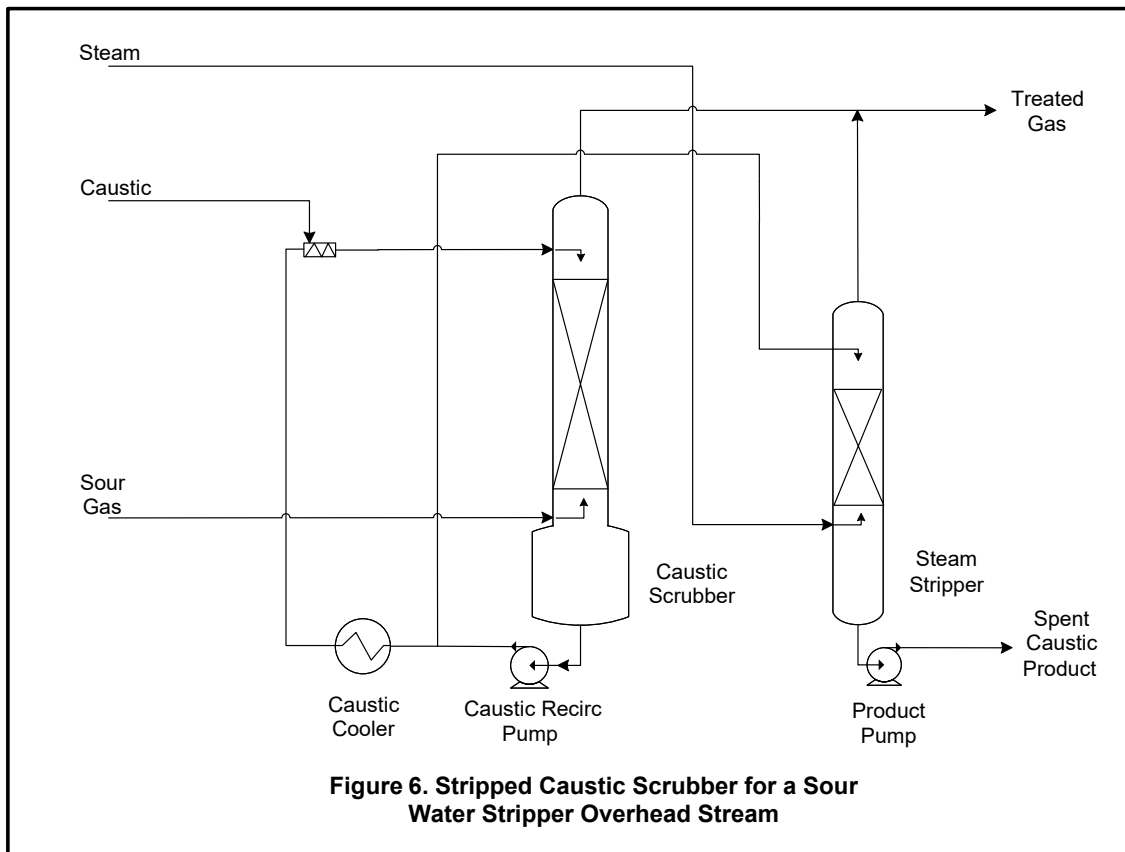 Steam
Treated
Gas
Caustic
Sour
Gas
Caustic
Scrubber
Steam
Stripper
Spent
Caustic
Product
Caustic
Cooler
Caustic Recirc
Pump
Product
Pump
Figure 6. Stripped Caustic Scrubber for a Sour
Water Stripper Overhead Stream